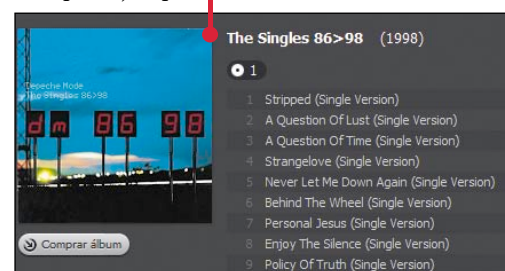 The Singles 86>98 (1998)
1
Depeche Mode
The Singles 86>98
dm 86 98
1 Stripped (Single Version)
2 A Question Of Lust (Single Version)
3 A Question Of Time (Single Version)
4 Strangelove (Single Version)
5 Never Let Me Down Again (Single Version)
6 Behind The Wheel (Single Version)
7 Personal Jesus (Single Version)
8 Enjoy The Silence (Single Version)
9 Policy Of Truth (Single Version)
Comprar álbum